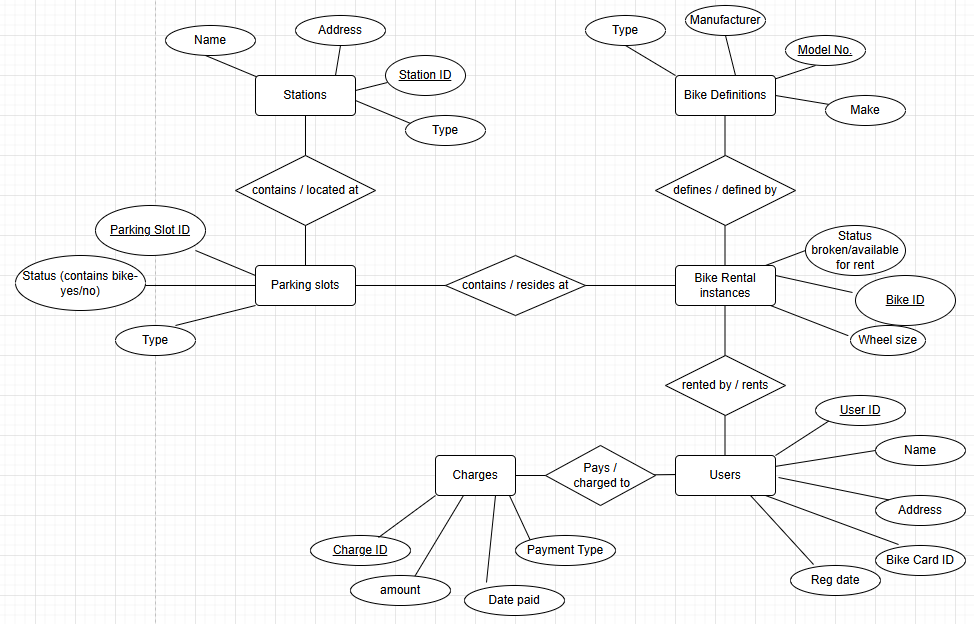 Name
Address
Station ID
Type
Stations
contains / located at
Type
Manufacturer
Model No.
Make
Bike Definitions
defines / defined by
Parking Slot ID
Status (contains bike-
yes/no)
Type
Parking slots
contains / resides at
Bike Rental
instances
Status
broken/available
for rent
Bike ID
Wheel size
rented by / rents
User ID
Name
Address
Bike Card ID
Reg date
Users
Pays /
charged to
Charges
Charge ID
amount
Date paid
Payment Type